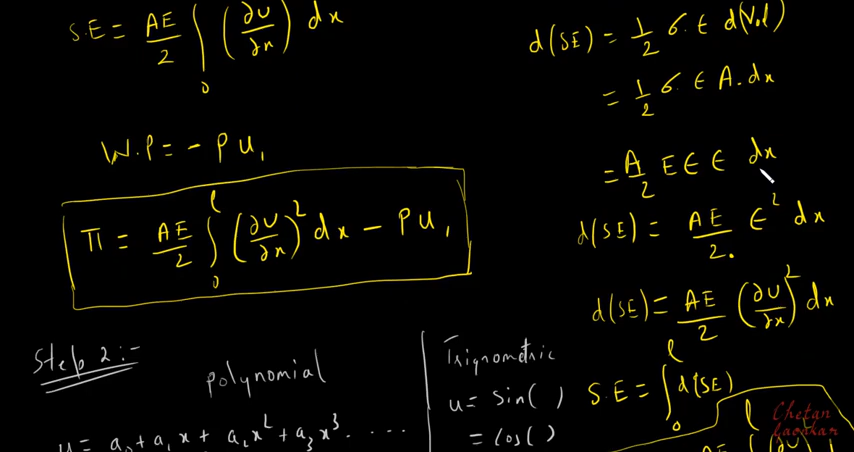 S.E = AE/2 ∫₀ (∂u/∂x) dx
W.P = - P u₁
Π = AE/2 ∫₀ˡ (∂u/∂x)² dx - P u₁
Step 2:-
polynomial
u = a₀ + a₁x + a₂x² + a₃x³ . . . .
d(SE) = 1/2 σ. ε d(Vol)
= 1/2 σ. ε A. dx
= A/2 E ε ε dx
d(SE) = AE/2. ε² dx
d(SE) = AE/2 (∂u/∂x)² dx
Trignometric
u = sin( )
= cos( )
S.E = ∫₀ˡ d(SE)
Chetan